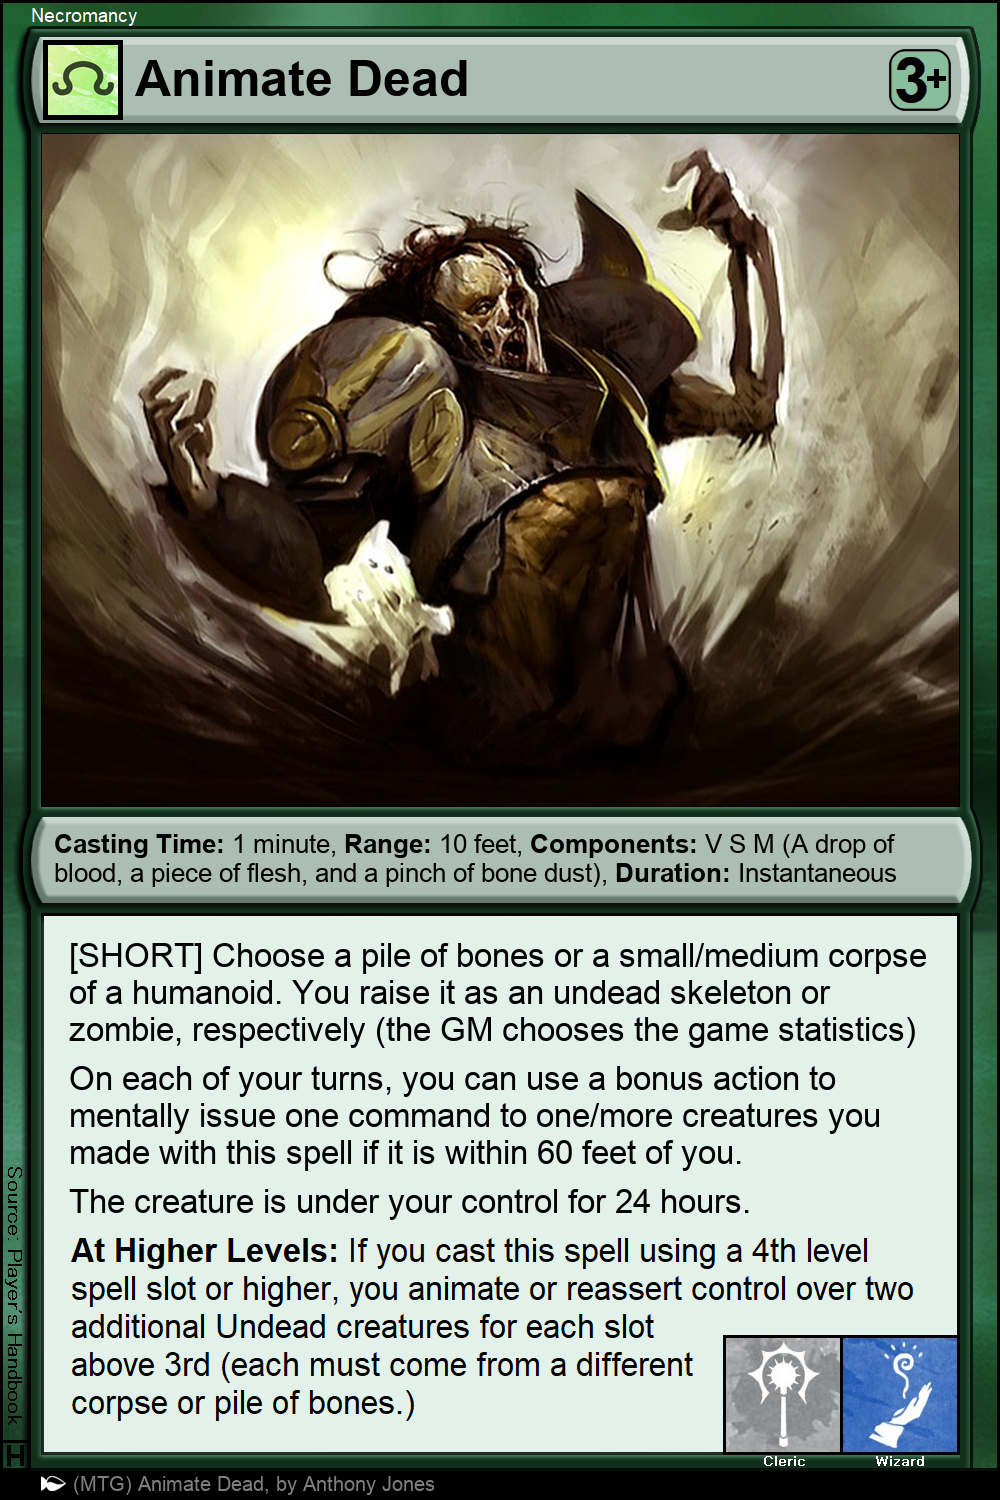 Necromancy
Animate Dead
3+
Casting Time: 1 minute, Range: 10 feet, Components: V S M (A drop of
blood, a piece of flesh, and a pinch of bone dust), Duration: Instantaneous
[SHORT] Choose a pile of bones or a small/medium corpse
of a humanoid. You raise it as an undead skeleton or
zombie, respectively (the GM chooses the game statistics)
On each of your turns, you can use a bonus action to
mentally issue one command to one/more creatures you
made with this spell if it is within 60 feet of you.
The creature is under your control for 24 hours.
At Higher Levels: If you cast this spell using a 4th level
spell slot or higher, you animate or reassert control over two
additional Undead creatures for each slot
above 3rd (each must come from a different
corpse or pile of bones.)
Cleric
Wizard
Source: Player's Handbook
H
(MTG) Animate Dead, by Anthony Jones